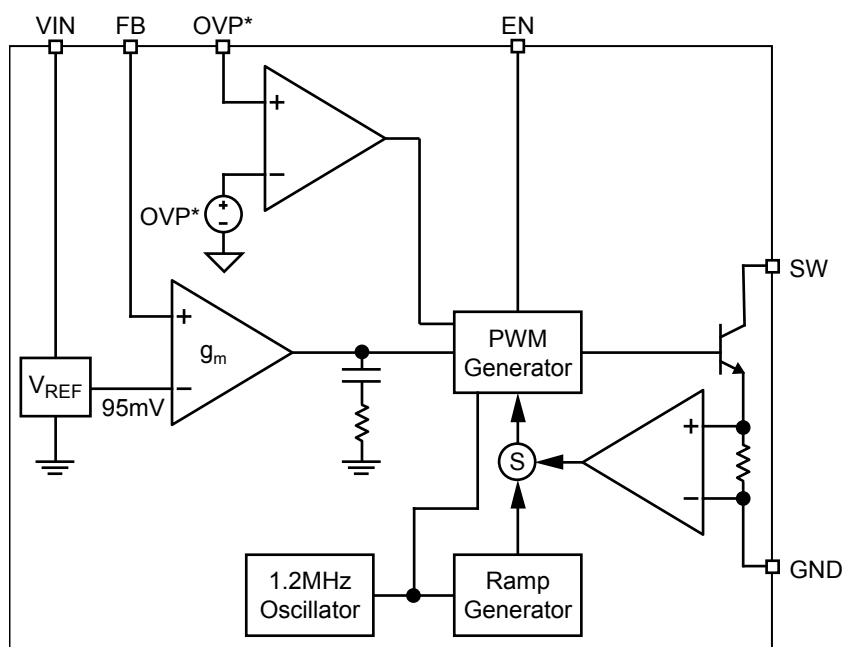 VIN
FB
OVP*
EN
+
−
OVP*
+
−
SW
+
gm
−
VREF
95mV
PWM
Generator
S
+
−
GND
1.2MHz
Oscillator
Ramp
Generator